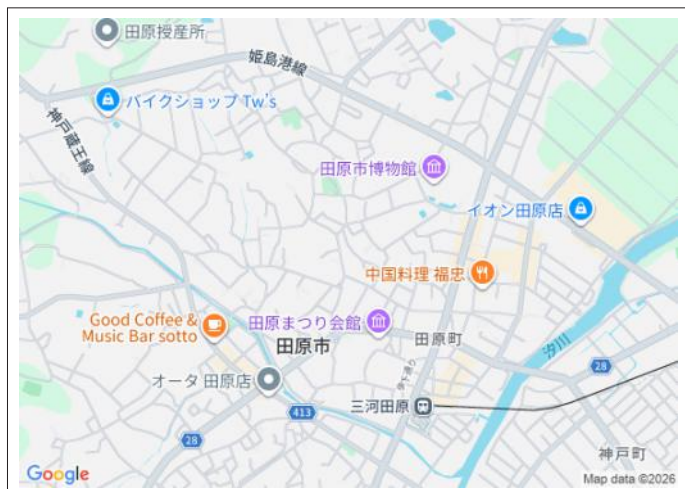 田原授産所
姫島港線
バイクショップ Tw's
神戸蔵王線
田原市博物館
イオン田原店
中国料理 福忠
Good Coffee &
Music Bar sotto
田原まつり会館
田原町
汐川
田原市
28
オータ 田原店
三河田原
413
28
神戸町
Google
Map data ©2026